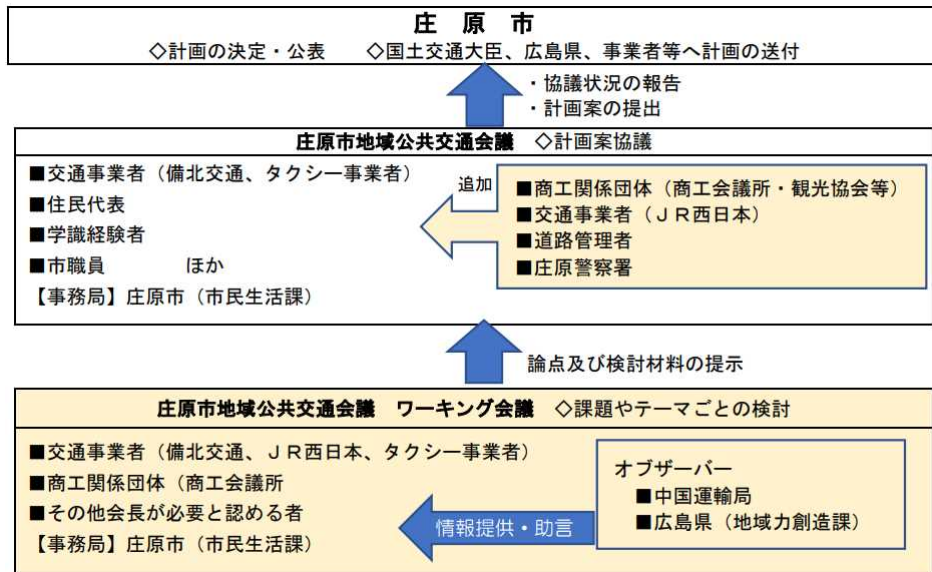 庄 原 市
◇計画の決定・公表 ◇国土交通大臣、広島県、事業者等へ計画の送付
・協議状況の報告
・計画案の提出
庄原市地域公共交通会議 ◇計画案協議
■交通事業者（備北交通、タクシー事業者）
■住民代表
■学識経験者
■市職員 ほか
【事務局】庄原市（市民生活課）
追加
■商工関係団体（商工会議所・観光協会等）
■交通事業者（ＪＲ西日本）
■道路管理者
■庄原警察署
論点及び検討材料の提示
庄原市地域公共交通会議 ワーキング会議 ◇課題やテーマごとの検討
■交通事業者（備北交通、ＪＲ西日本、タクシー事業者）
■商工関係団体（商工会議所
■その他会長が必要と認める者
【事務局】庄原市（市民生活課）
情報提供・助言
オブザーバー
■中国運輸局
■広島県（地域力創造課）